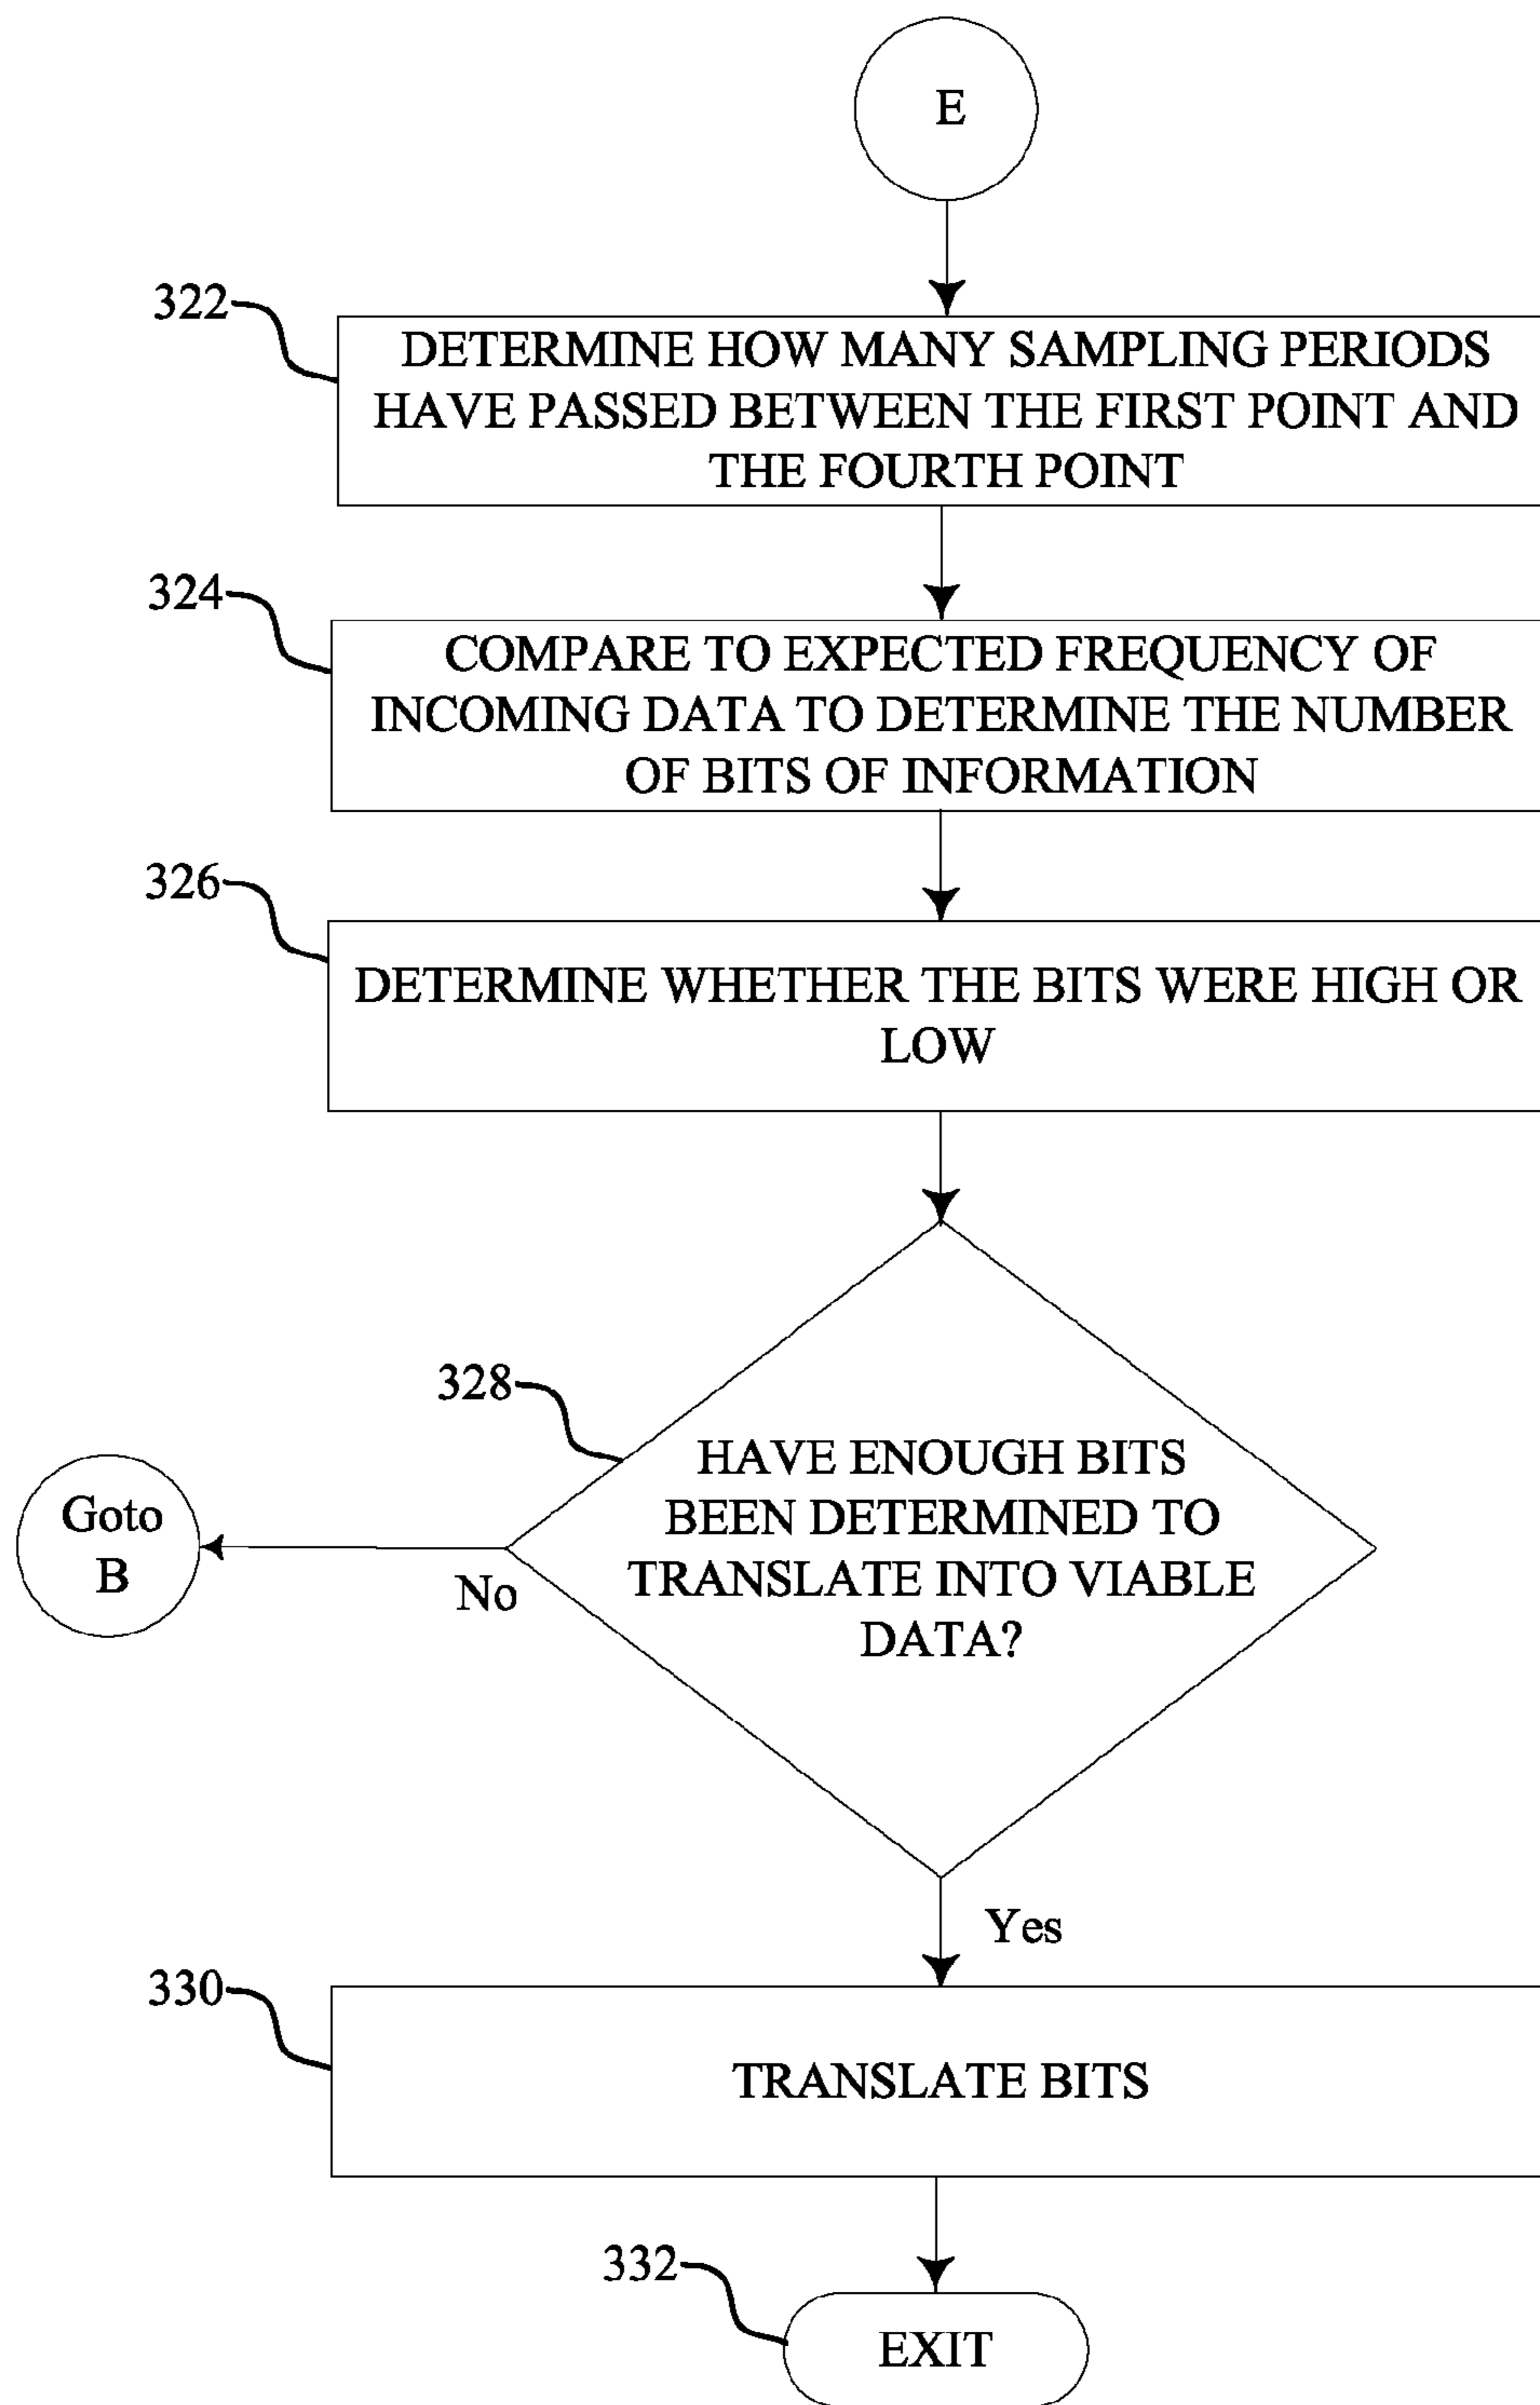 E
322
DETERMINE HOW MANY SAMPLING PERIODS
HAVE PASSED BETWEEN THE FIRST POINT AND
THE FOURTH POINT
324
COMPARE TO EXPECTED FREQUENCY OF
INCOMING DATA TO DETERMINE THE NUMBER
OF BITS OF INFORMATION
326
DETERMINE WHETHER THE BITS WERE HIGH OR
LOW
328
HAVE ENOUGH BITS
BEEN DETERMINED TO
TRANSLATE INTO VIABLE
DATA?
Goto
B
No
Yes
330
TRANSLATE BITS
332
EXIT